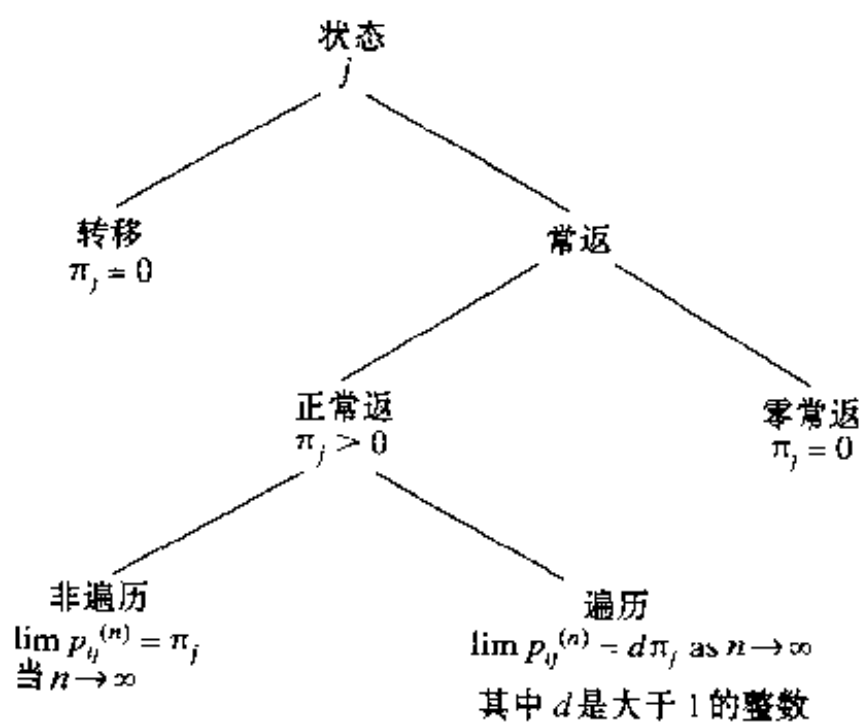 状态
j
转移
π_j = 0
常返
正常返
π_j > 0
零常返
π_j = 0
非遍历
lim p_ij^(n) = π_j
当 n → ∞
遍历
lim p_ij^(n) = dπ_j as n → ∞
其中 d 是大于 1 的整数